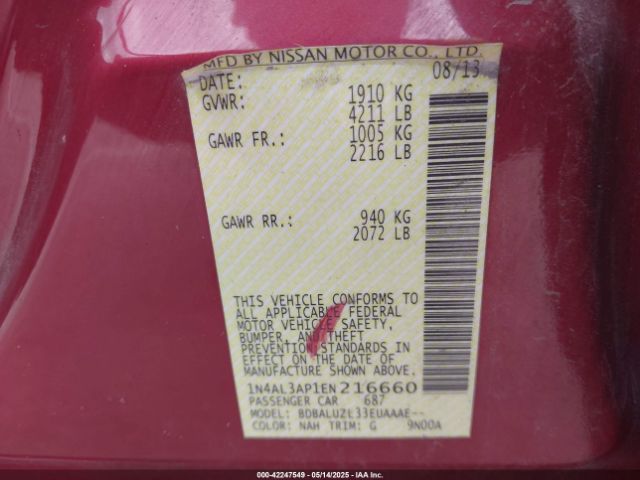 MFD BY NISSAN MOTOR CO., LTD.
DATE: 08/13
GVWR: 1910 KG
4211 LB
GAWR FR.: 1005 KG
2216 LB
GAWR RR.: 940 KG
2072 LB
THIS VEHICLE CONFORMS TO
ALL APPLICABLE FEDERAL
MOTOR VEHICLE SAFETY,
BUMPER, AND THEFT
PREVENTION STANDARDS IN
EFFECT ON THE DATE OF
MANUFACTURE SHOWN ABOVE.
1N4AL3AP1EN216660
PASSENGER CAR 687
MODEL: BDBALUZL33EUAAAE--
COLOR: NAH TRIM: G 9N00A
000-42247549 - 05/14/2025 - IAAI.COM